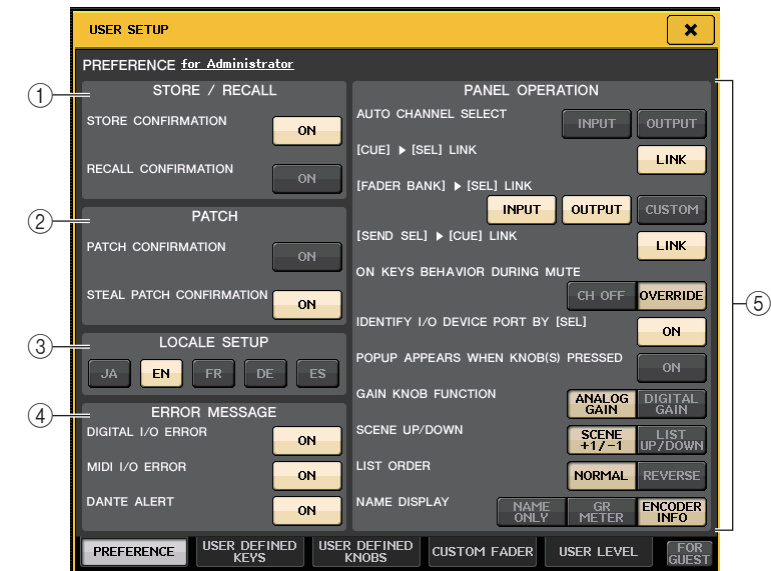 USER SETUP
PREFERENCE for Administrator
① STORE / RECALL
STORE CONFIRMATION ON
RECALL CONFIRMATION ON
② PATCH
PATCH CONFIRMATION ON
STEAL PATCH CONFIRMATION ON
③ LOCALE SETUP
JA EN FR DE ES
④ ERROR MESSAGE
DIGITAL I/O ERROR ON
MIDI I/O ERROR ON
DANTE ALERT ON
⑤ PANEL OPERATION
AUTO CHANNEL SELECT INPUT OUTPUT
[CUE] ▶ [SEL] LINK
LINK
[FADER BANK] ▶ [SEL] LINK
INPUT OUTPUT CUSTOM
[SEND SEL] ▶ [CUE] LINK
LINK
ON KEYS BEHAVIOR DURING MUTE
CH OFF OVERRIDE
IDENTIFY I/O DEVICE PORT BY [SEL]
ON
POPUP APPEARS WHEN KNOB(S) PRESSED
ON
GAIN KNOB FUNCTION
ANALOG GAIN
DIGITAL GAIN
SCENE UP/DOWN
SCENE +1/-1
LIST UP/DOWN
LIST ORDER
NORMAL REVERSE
NAME DISPLAY
NAME ONLY
GR METER
ENCODER INFO
PREFERENCE
USER DEFINED KEYS
USER DEFINED KNOBS
CUSTOM FADER
USER LEVEL
FOR GUEST